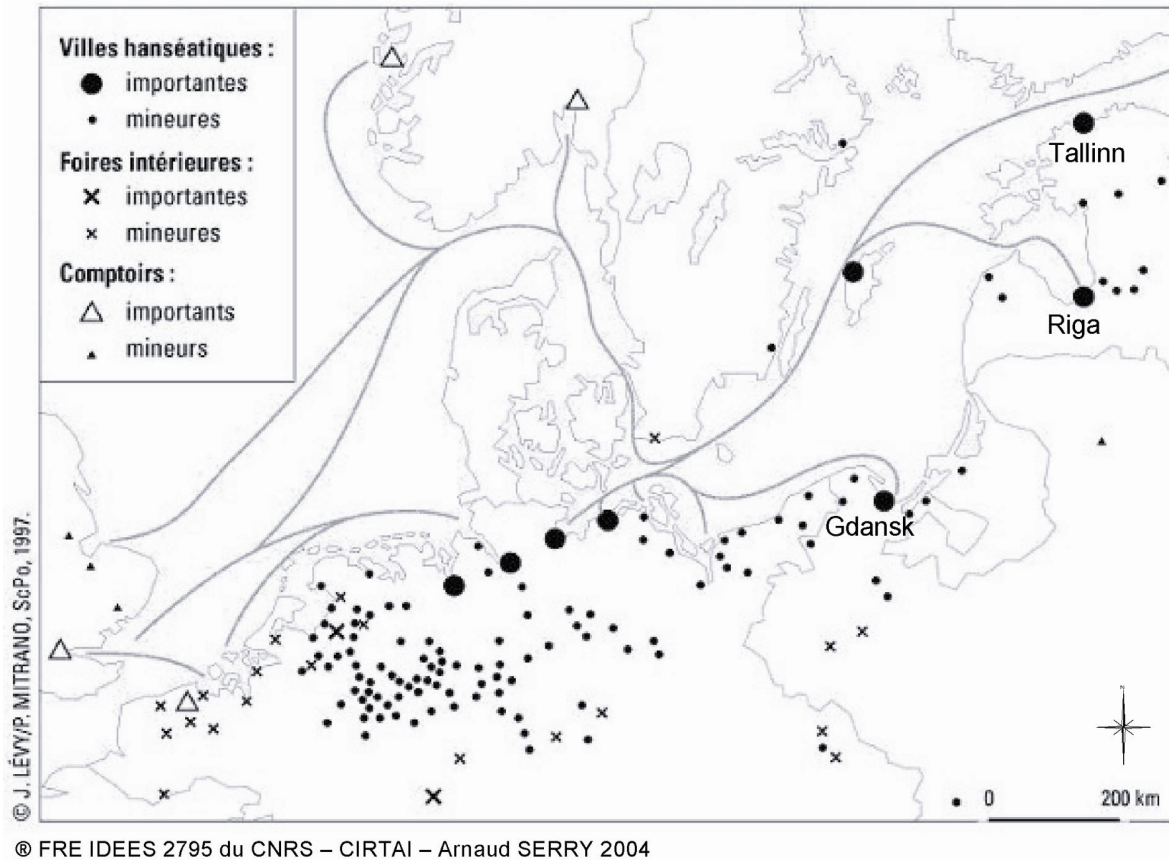 Villes hanséatiques :
importantes
mineures
Foires intérieures :
importantes
mineures
Comptoirs :
importants
mineurs
Tallinn
Riga
Gdansk
0 200 km
© J. LÉVY/P. MITRANO, ScPo, 1997.
® FRE IDEES 2795 du CNRS – CIRTAI – Arnaud SERRY 2004